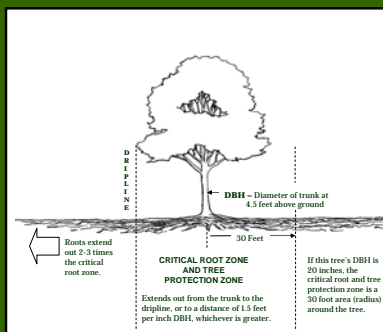 DRIPLINE
DBH – Diameter of trunk at
4.5 feet above ground
30 Feet
Roots extend
out 2-3 times
the critical
root zone.
CRITICAL ROOT ZONE
AND TREE
PROTECTION ZONE
Extends out from the trunk to the
dripline, or to a distance of 1.5 feet
per inch DBH, whichever is greater.
If this tree's DBH is
20 inches, the
critical root and tree
protection zone is a
30 foot area (radius)
around the tree.